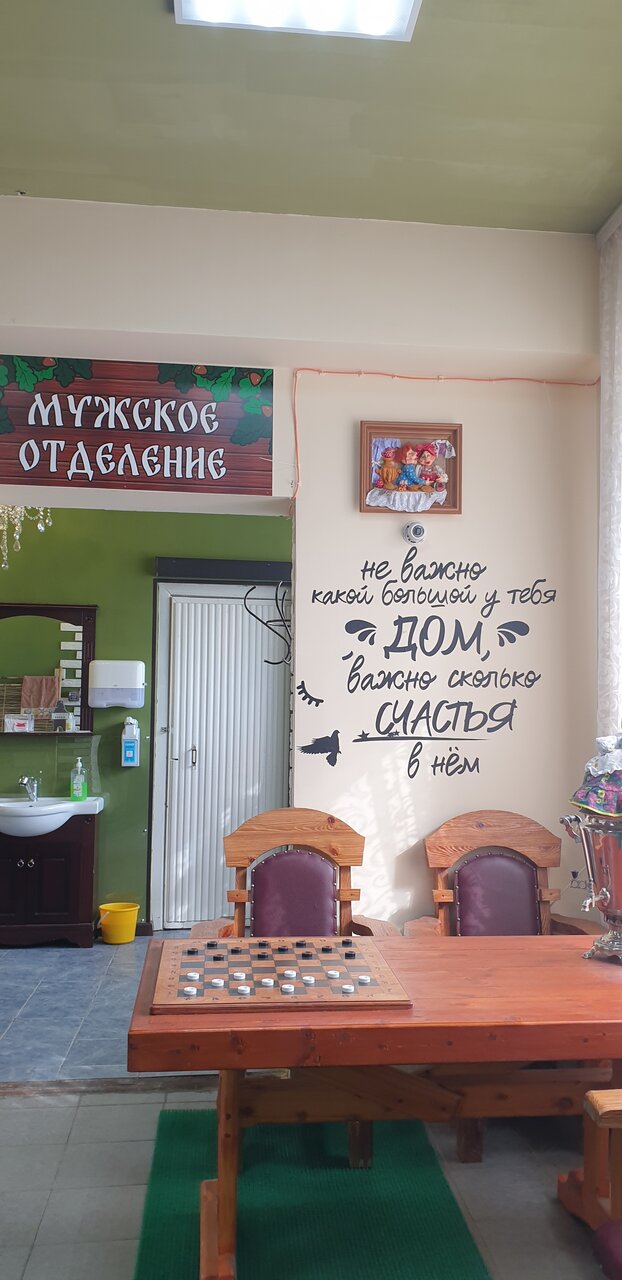 МУЖСКОЕ
ОТДЕЛЕНИЕ
не важно
какой большой у тебя
ДОМ,
важно сколько
СЧАСТЬЯ
в нём